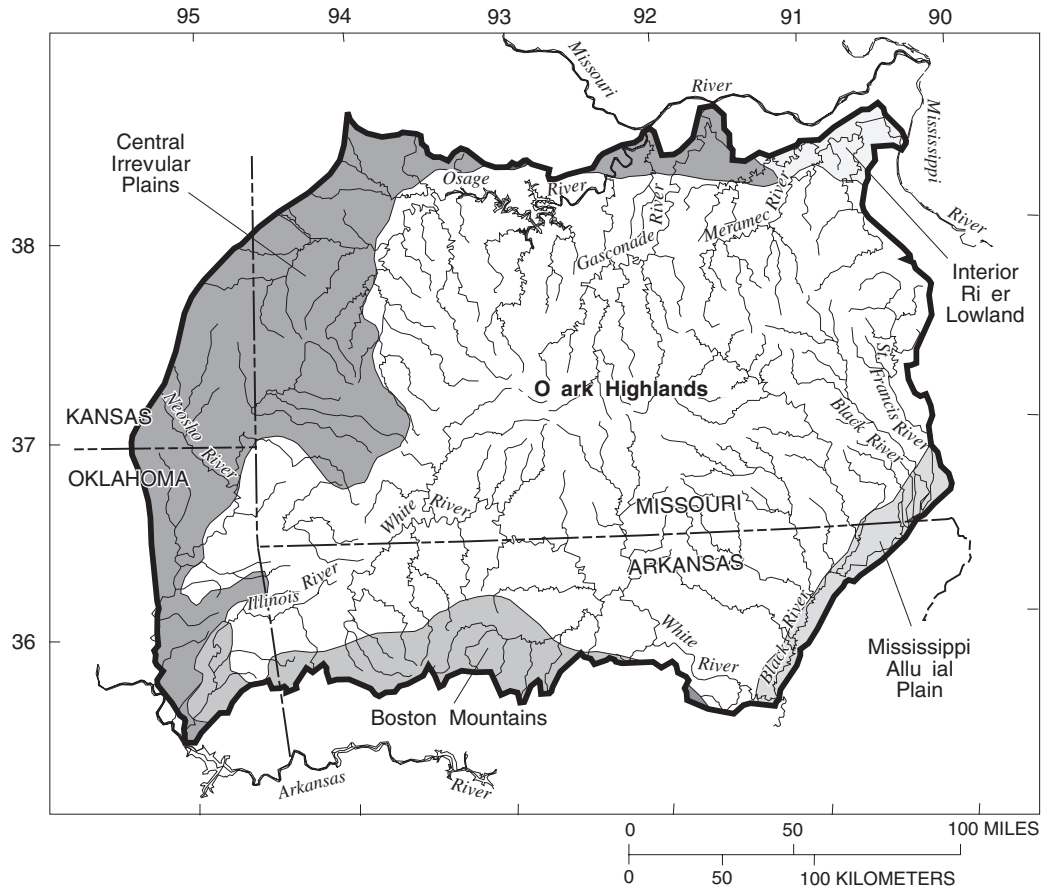 95 94 93 92 91 90
Missouri
River
Mississippi
River
Central
Irrevular
Plains
Osage
River
River
Gasconade
Meramec
River
38
Interior
Ri er
Lowland
St. Francis River
O ark Highlands
Black River
KANSAS
Neosho
River
37
OKLAHOMA
White River
MISSOURI
ARKANSAS
Illinois River
36
White
River
Black River
Mississippi
Allu ial
Plain
Boston Mountains
Arkansas
River
0 50 100 MILES
0 50 100 KILOMETERS